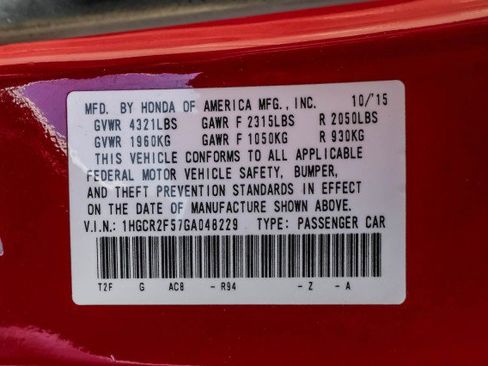 MFD. BY HONDA OF AMERICA MFG., INC. 10/'15
GVWR 4321LBS GAWR F 2315LBS R 2050LBS
GVWR 1960KG GAWR F 1050KG R 930KG
THIS VEHICLE CONFORMS TO ALL APPLICABLE
FEDERAL MOTOR VEHICLE SAFETY, BUMPER,
AND THEFT PREVENTION STANDARDS IN EFFECT
ON THE DATE OF MANUFACTURE SHOWN ABOVE.
V.I.N.: 1HGCR2F57GA048229 TYPE: PASSENGER CAR
T2F G AC8 - R94 - Z - A